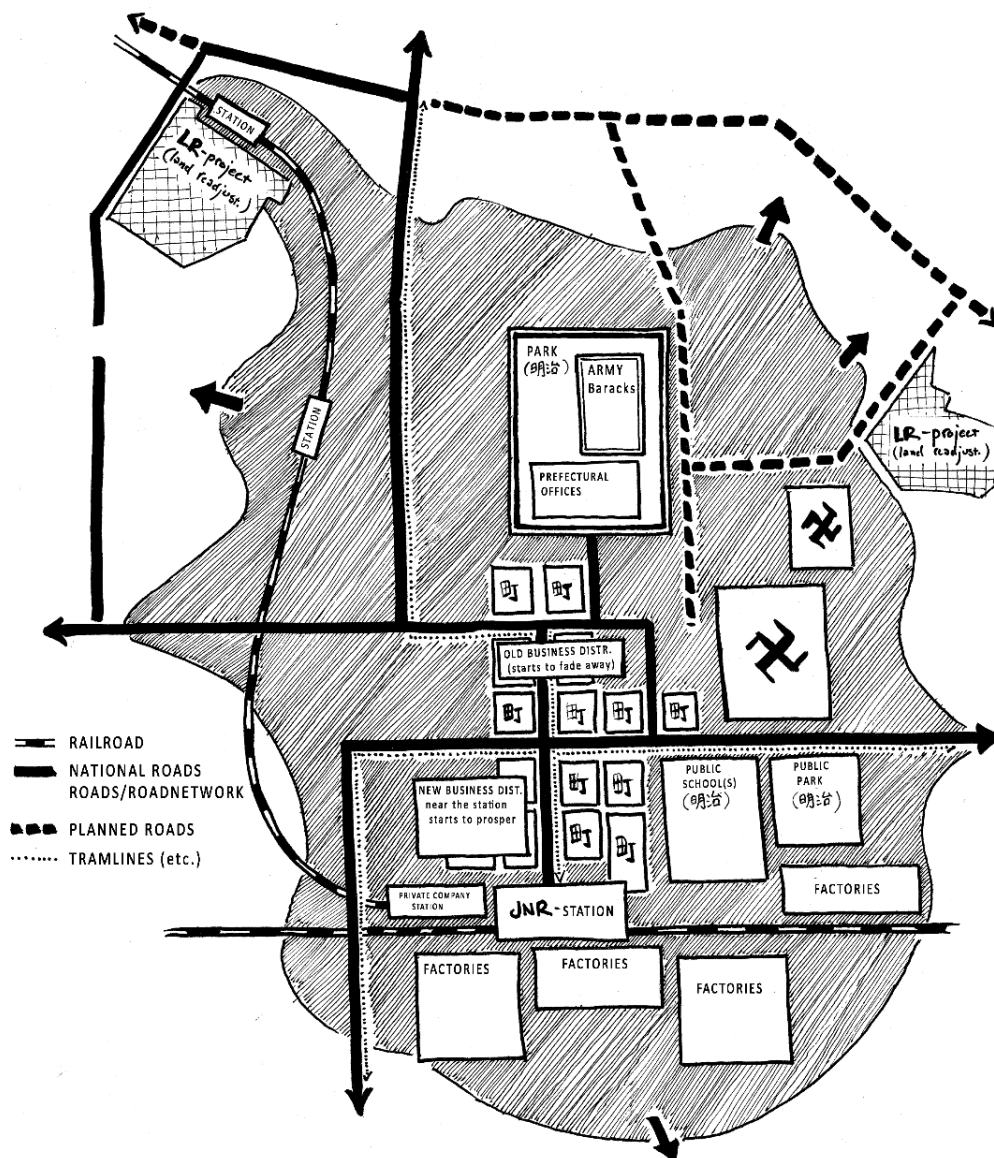 STATION
LR-project
(land readjust.)
STATION
PARK
(明治)
ARMY
Baracks
PREFECTURAL
OFFICES
LR-project
(land readjust.)
卍
卍
町
町
OLD BUSINESS DISTR.
(starts to fade away)
町
町
町
町
RAILROAD
NATIONAL ROADS
ROADS/ROADNETWORK
PLANNED ROADS
TRAMLINES (etc.)
NEW BUSINESS DIST.
near the station
starts to prosper
町
町
町
町
PUBLIC
SCHOOL(S)
(明治)
PUBLIC
PARK
(明治)
PRIVATE COMPANY
STATION
JNR-STATION
FACTORIES
FACTORIES
FACTORIES
FACTORIES